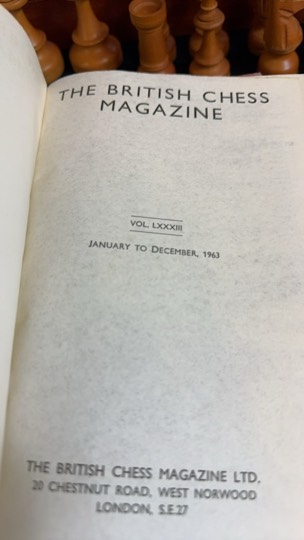 THE BRITISH CHESS
MAGAZINE
VOL. LXXXIII
JANUARY TO DECEMBER, 1963
THE BRITISH CHESS MAGAZINE LTD.
20 CHESTNUT ROAD, WEST NORWOOD
LONDON, S.E.27